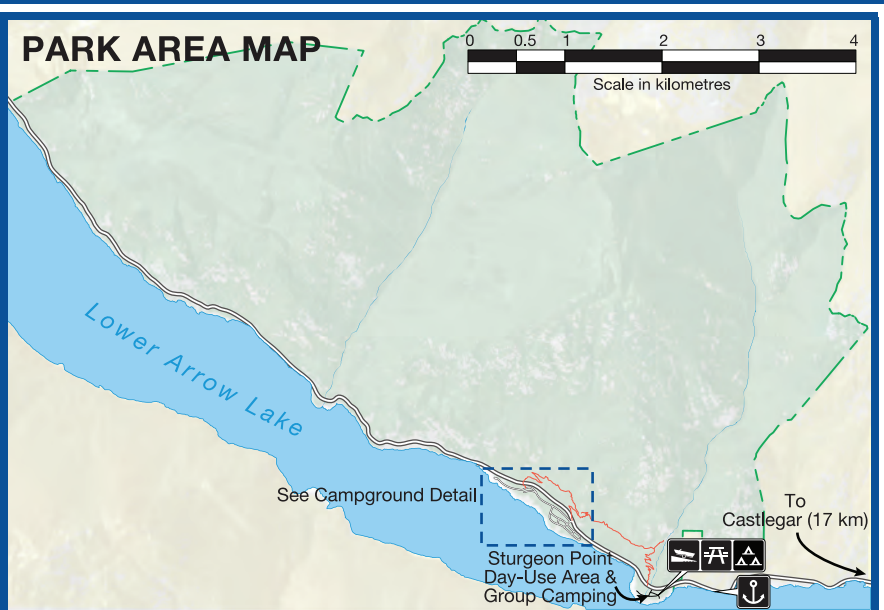 PARK AREA MAP
0 0.5 1 2 3 4
Scale in kilometres
Lower Arrow Lake
See Campground Detail
To
Castlegar (17 km)
Sturgeon Point
Day-Use Area &
Group Camping